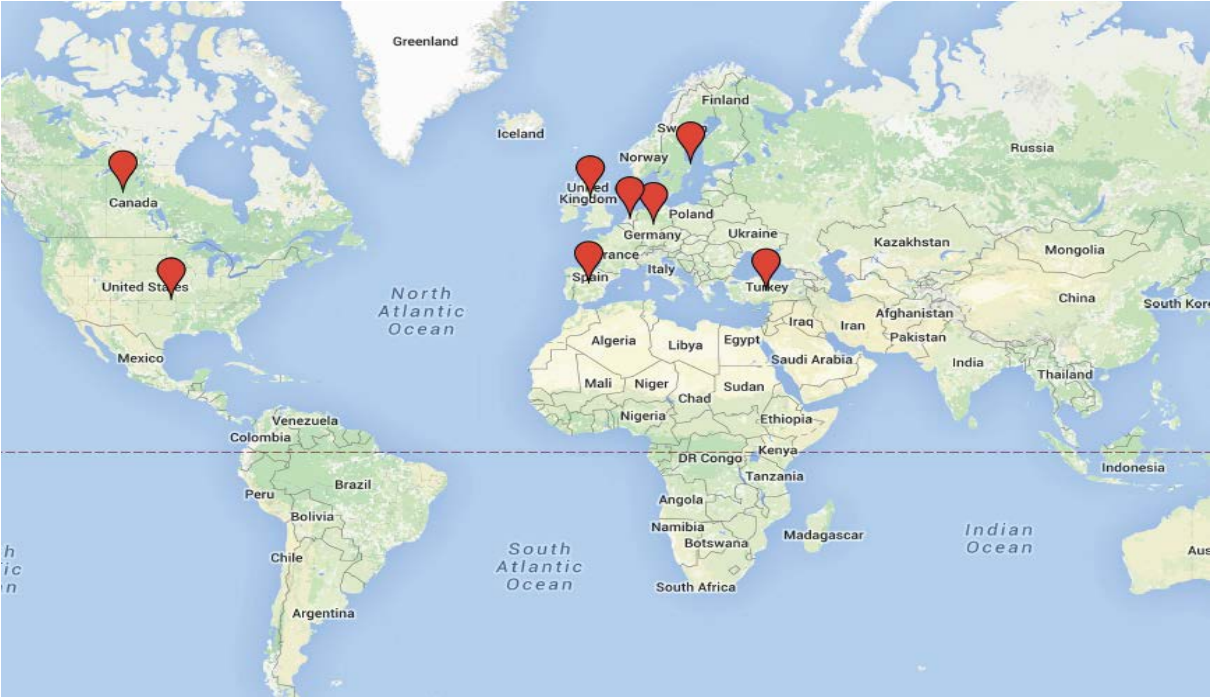 Greenland
Finland
Iceland
Russia
Norway
United
Kingdom
Canada
Poland
Germany
Ukraine
Kazakhstan
Mongolia
Italy
Spain
United States
Turkey
North
Atlantic
Ocean
China
South Kore
Afghanistan
Iraq
Iran
Pakistan
Algeria
Libya
Egypt
Mexico
Saudi Arabia
India
Thailand
Mali
Niger
Sudan
Chad
Nigeria
Ethiopia
Venezuela
Colombia
Kenya
DR Congo
Indonesia
Tanzania
Brazil
Peru
Angola
Bolivia
Namibia
Botswana
Madagascar
Indian
Ocean
South
Atlantic
Ocean
Chile
Aus
South Africa
Argentina